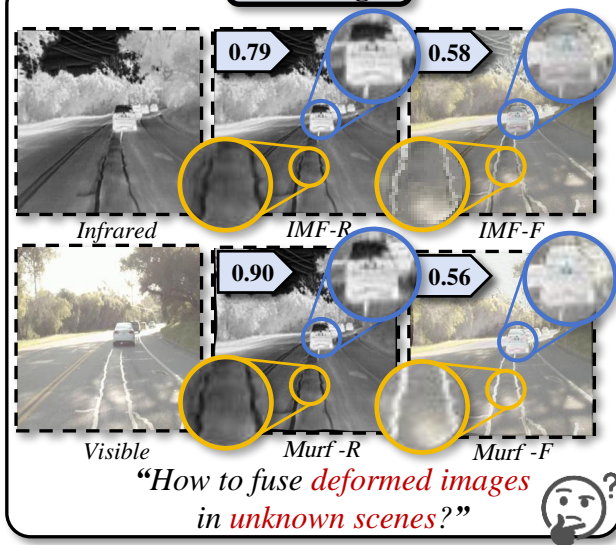 0.79
0.58
Infrared
IMF-R
IMF-F
0.90
0.56
Visible
Murf -R
Murf -F
“How to fuse deformed images
in unknown scenes?”
?